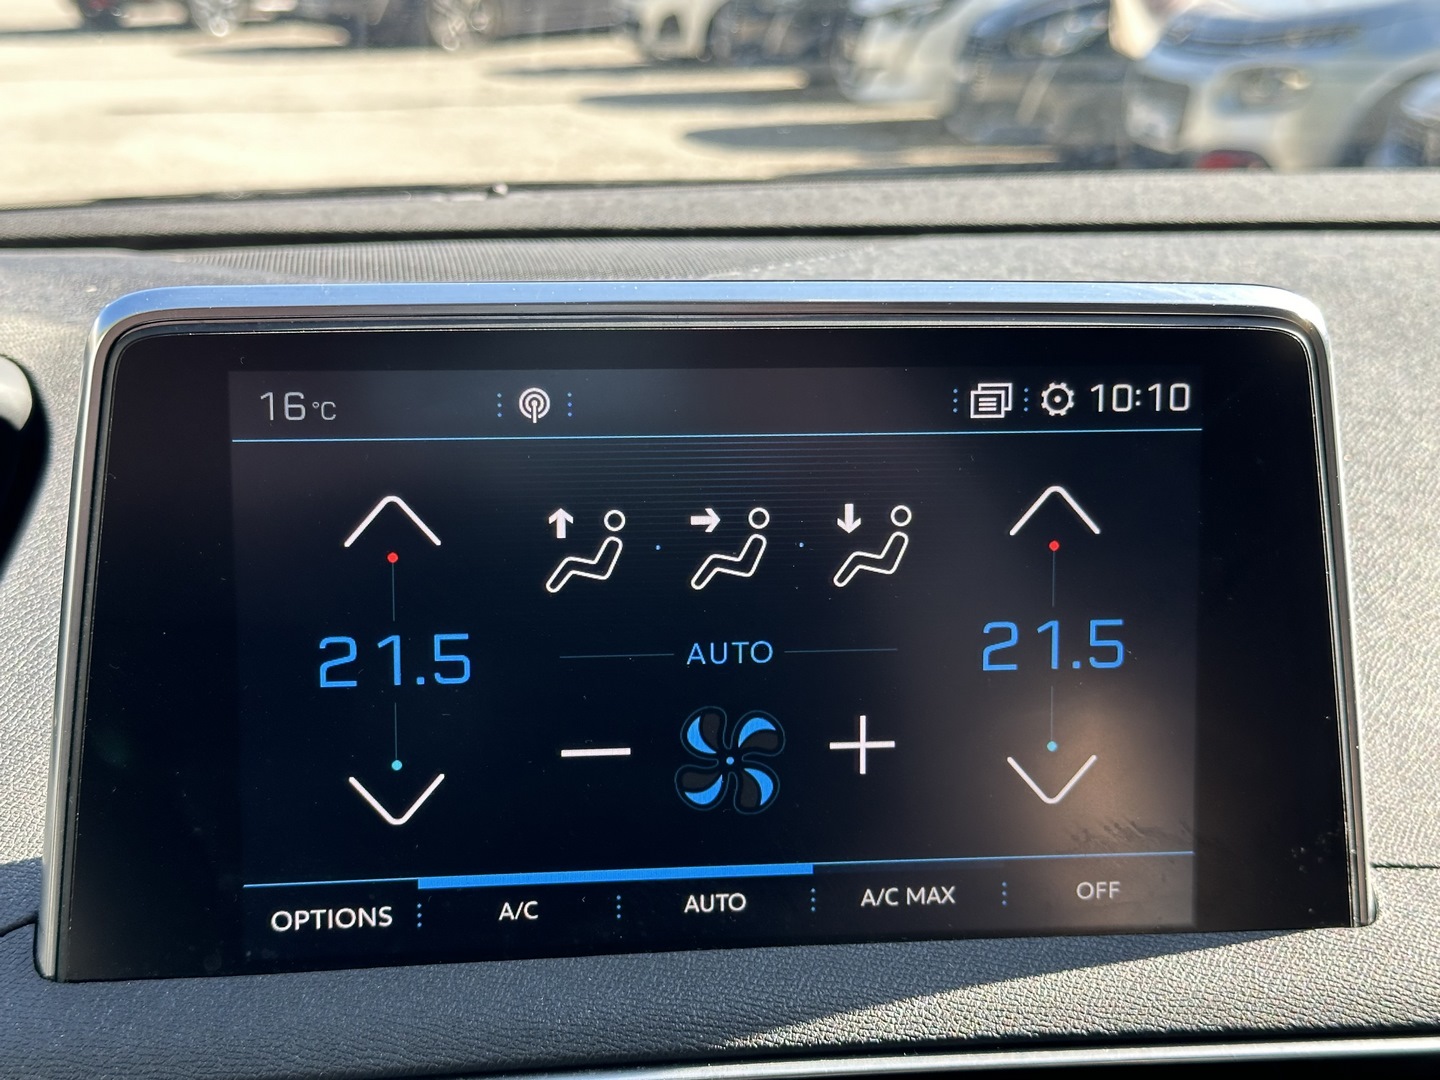 16°C 10:10
21.5 21.5
AUTO
OPTIONS A/C AUTO A/C MAX OFF